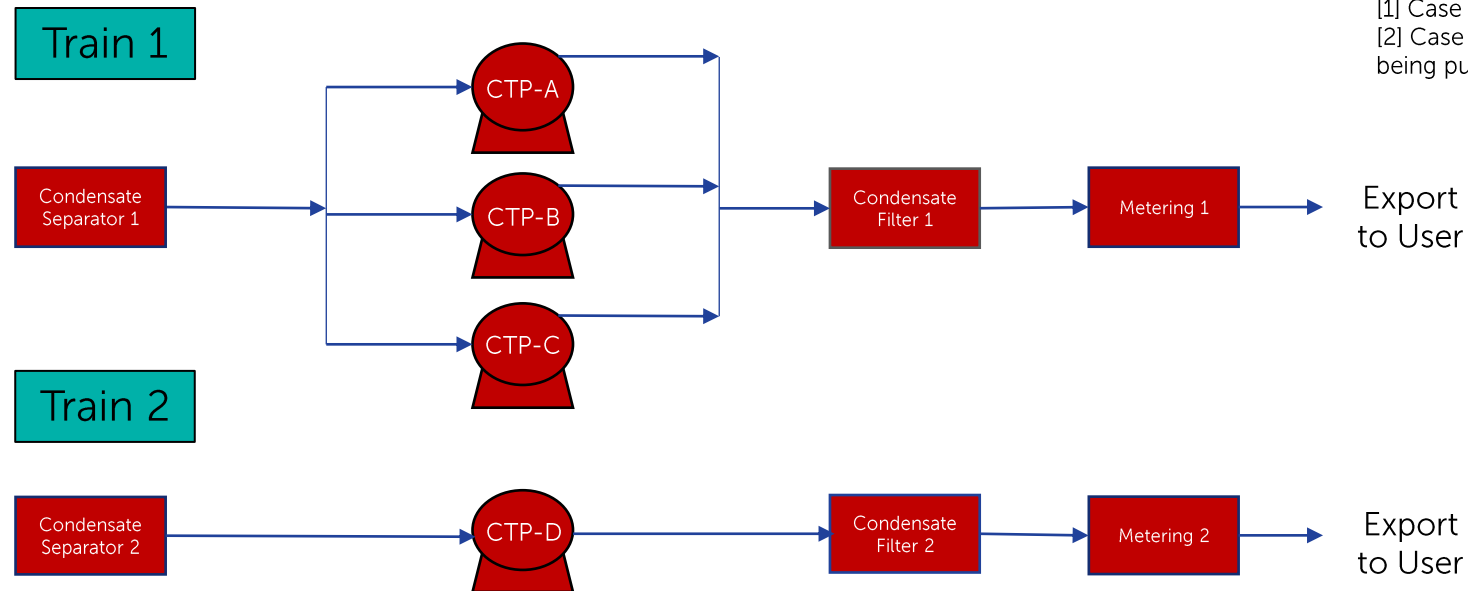 [1] Case
[2] Case
being pu
Train 1
CTP-A
Condensate
Separator 1
CTP-B
Condensate
Filter 1
Metering 1
Export
to User
CTP-C
Train 2
Condensate
Separator 2
CTP-D
Condensate
Filter 2
Metering 2
Export
to User